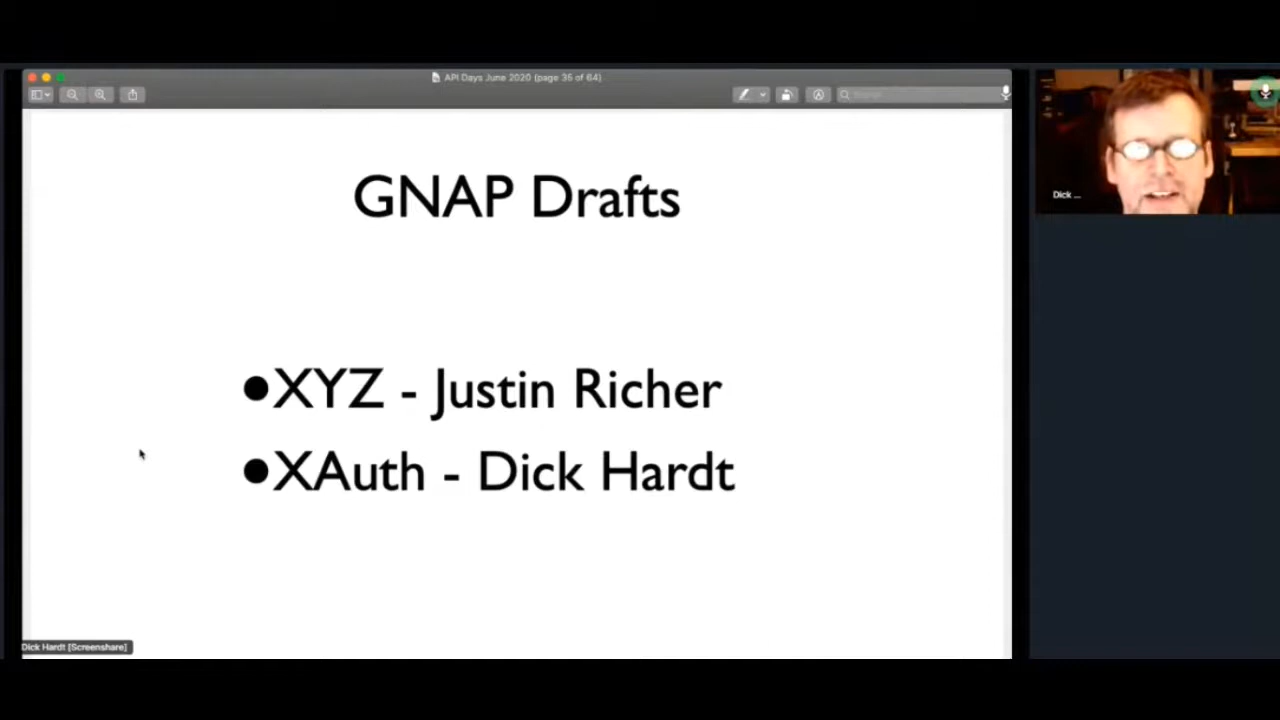 API Days June 2020 (page 35 of 64)
GNAP Drafts
•XYZ - Justin Richer
•XAuth - Dick Hardt
Dick ...
Dick Hardt [Screenshare]